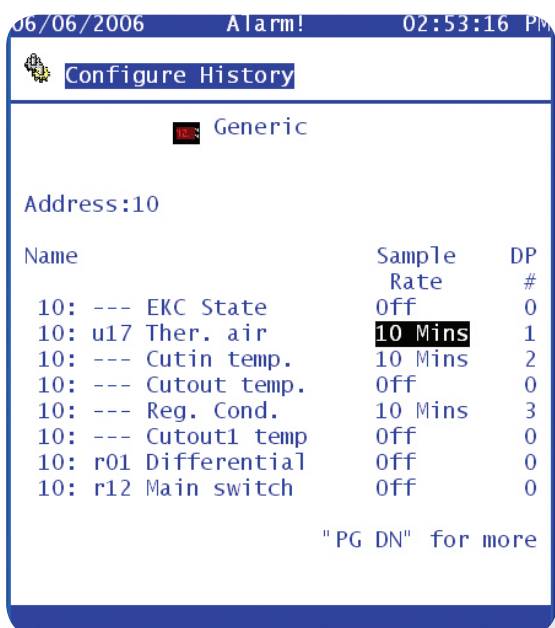 06/06/2006 Alarm! 02:53:16 PM
Configure History
Generic
Address:10
Name Sample DP
Rate #
10: --- EKC State Off 0
10: u17 Ther. air 10 Mins 1
10: --- Cutin temp. 10 Mins 2
10: --- Cutout temp. Off 0
10: --- Reg. Cond. 10 Mins 3
10: --- Cutout1 temp Off 0
10: r01 Differential Off 0
10: r12 Main switch Off 0
"PG DN" for more